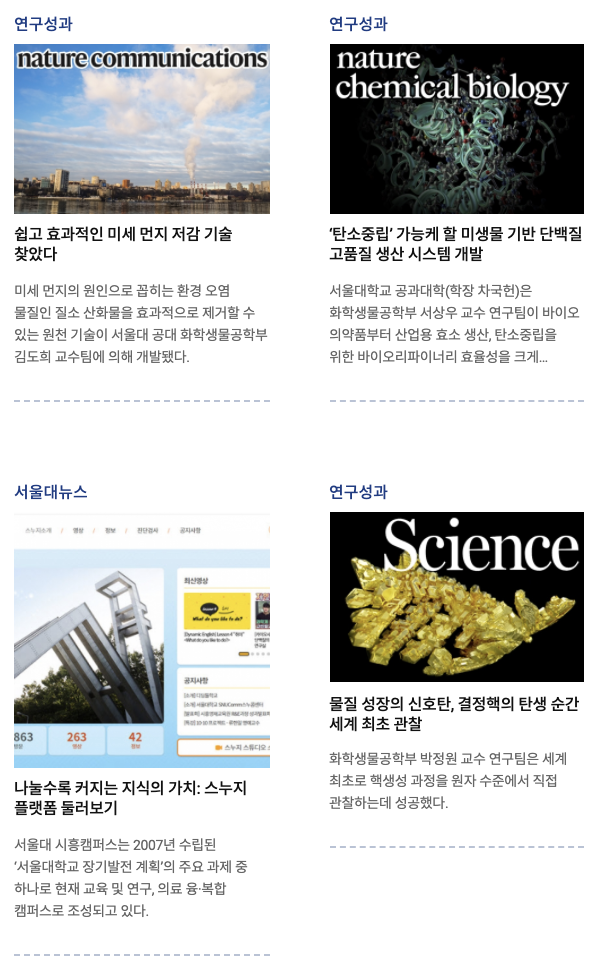 연구성과
nature communications
쉽고 효과적인 미세 먼지 저감 기술
찾았다
미세 먼지의 원인으로 꼽히는 환경 오염
물질인 질소 산화물을 효과적으로 제거할 수
있는 원천 기술이 서울대 공대 화학생물공학부
김도희 교수팀에 의해 개발됐다.
연구성과
nature
chemical biology
‘탄소중립’ 가능케 할 미생물 기반 단백질
고품질 생산 시스템 개발
서울대학교 공과대학(학장 차국헌)은
화학생물공학부 서상우 교수 연구팀이 바이오
의약품부터 산업용 효소 생산, 탄소중립을
위한 바이오리파이너리 효율성을 크게...
서울대뉴스
스누지소개 / 영상 / 정보 / 진단검사 / 공지사항
최신영상
What do you like to do?
Dynamic English Lesson 4 "취미"
<What do you like to do?>
공지사항
863
263
42
영상
정보
스누지 스튜디오
나눌수록 커지는 지식의 가치: 스누지
플랫폼 둘러보기
서울대 시흥캠퍼스는 2007년 수립된
‘서울대학교 장기발전 계획’의 주요 과제 중
하나로 현재 교육 및 연구, 의료 융·복합
캠퍼스로 조성되고 있다.
연구성과
Science
물질 성장의 신호탄, 결정핵의 탄생 순간
세계 최초 관찰
화학생물공학부 박정원 교수 연구팀은 세계
최초로 핵생성 과정을 원자 수준에서 직접
관찰하는데 성공했다.